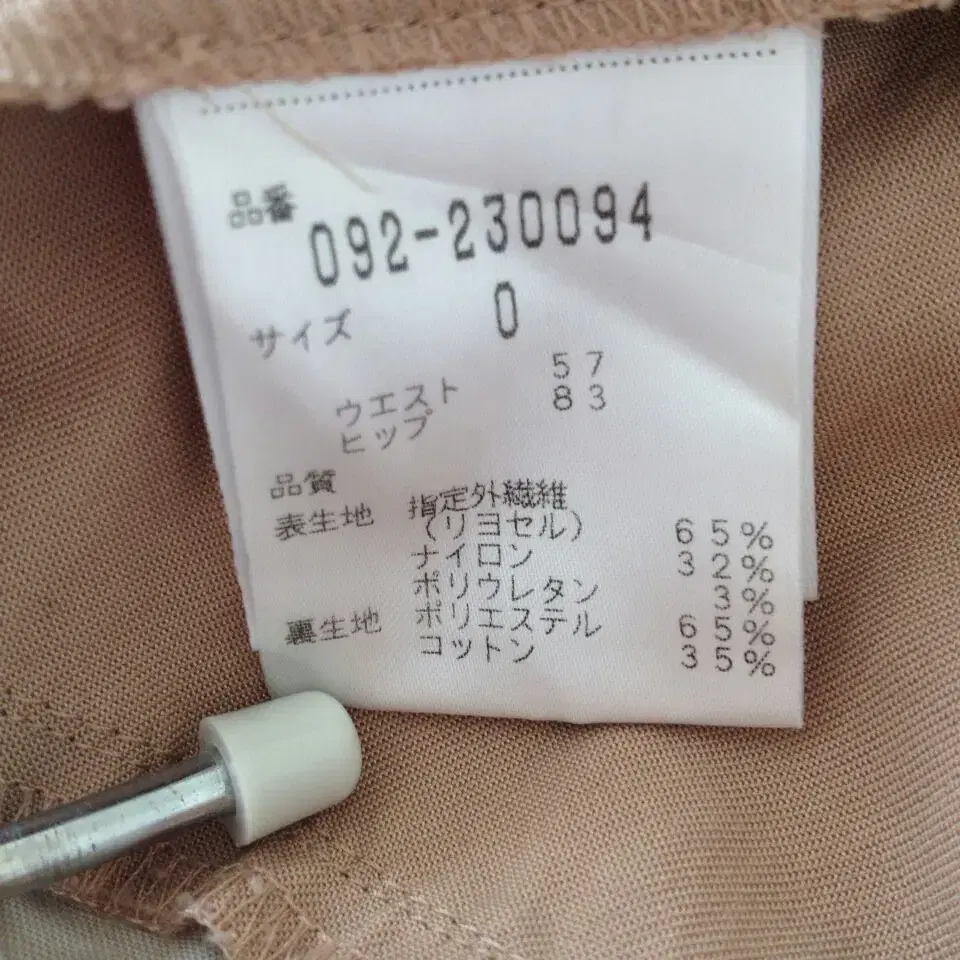 品番 092-230094
サイズ 0
ウエスト 57
ヒップ 83
品質
表生地 指定外繊維
(リヨセル) 65%
ナイロン 32%
ポリウレタン 3%
裏生地 ポリエステル 65%
コットン 35%